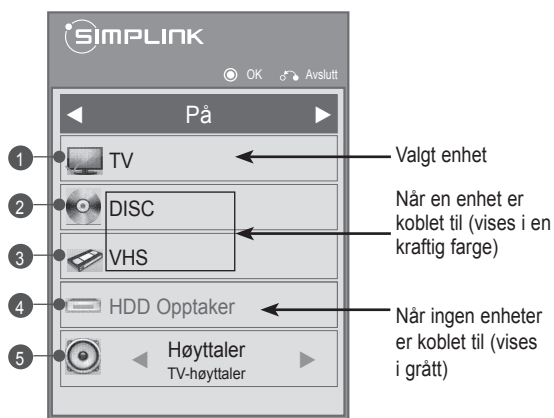 SIMPLINK
OK Avslutt
På
1 TV
2 DISC
3 VHS
4 HDD Opptaker
5 Høyttaler
TV-høyttaler
Valgt enhet
Når en enhet er
koblet til (vises i en
kraftig farge)
Når ingen enheter
er koblet til (vises
i grått)